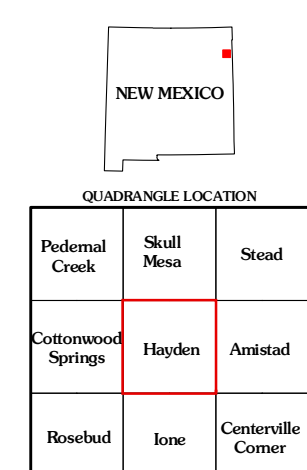 NEW MEXICO
QUADRANGLE LOCATION
Pedernal
Creek
Skull
Mesa
Stead
Cottonwood
Springs
Hayden
Amistad
Rosebud
Ione
Centerville
Corner